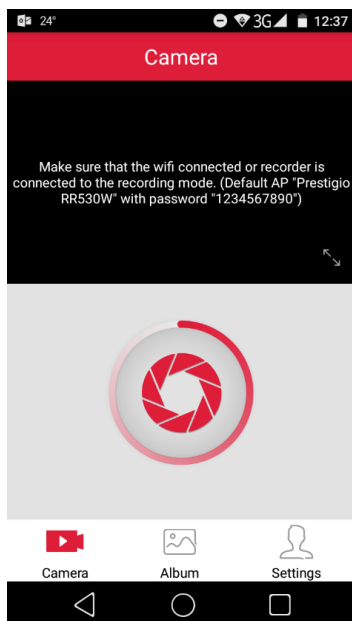 24° 3G 12:37
Camera
Make sure that the wifi connected or recorder is
connected to the recording mode. (Default AP "Prestigio
RR530W" with password "1234567890")
Camera Album Settings